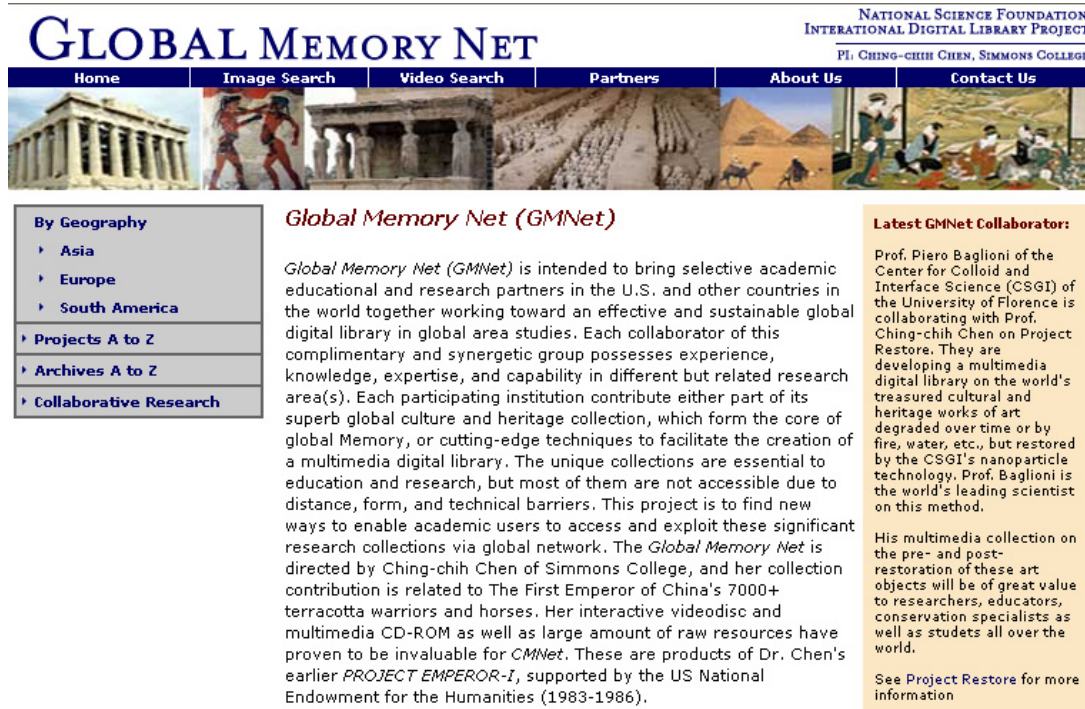 GLOBAL MEMORY NET
NATIONAL SCIENCE FOUNDATION
INTERATIONAL DIGITAL LIBRARY PROJECT
PI: CHING-CHIH CHEN, SIMMONS COLLEGE
Home Image Search Video Search Partners About Us Contact Us
By Geography
Asia
Europe
South America
Projects A to Z
Archives A to Z
Collaborative Research
Global Memory Net (GMNet)
Global Memory Net (GMNet) is intended to bring selective academic
educational and research partners in the U.S. and other countries in
the world together working toward an effective and sustainable global
digital library in global area studies. Each collaborator of this
complimentary and synergetic group possesses experience,
knowledge, expertise, and capability in different but related research
area(s). Each participating institution contribute either part of its
superb global culture and heritage collection, which form the core of
global Memory, or cutting-edge techniques to facilitate the creation of
a multimedia digital library. The unique collections are essential to
education and research, but most of them are not accessible due to
distance, form, and technical barriers. This project is to find new
ways to enable academic users to access and exploit these significant
research collections via global network. The Global Memory Net is
directed by Ching-chih Chen of Simmons College, and her collection
contribution is related to The First Emperor of China's 7000+
terracotta warriors and horses. Her interactive videodisc and
multimedia CD-ROM as well as large amount of raw resources have
proven to be invaluable for CMNet. These are products of Dr. Chen's
earlier PROJECT EMPEROR-I, supported by the US National
Endowment for the Humanities (1983-1986).
Latest GMNet Collaborator:
Prof. Piero Baglioni of the
Center for Colloid and
Interface Science (CSGI) of
the University of Florence is
collaborating with Prof.
Ching-chih Chen on Project
Restore. They are
developing a multimedia
digital library on the world's
treasured cultural and
heritage works of art
degraded over time or by
fire, water, etc., but restored
by the CSGI's nanoparticle
technology. Prof. Baglioni is
the world's leading scientist
on this method.
His multimedia collection on
the pre- and post-
restoration of these art
objects will be of great value
to researchers, educators,
conservation specialists as
well as studets all over the
world.
See Project Restore for more
information